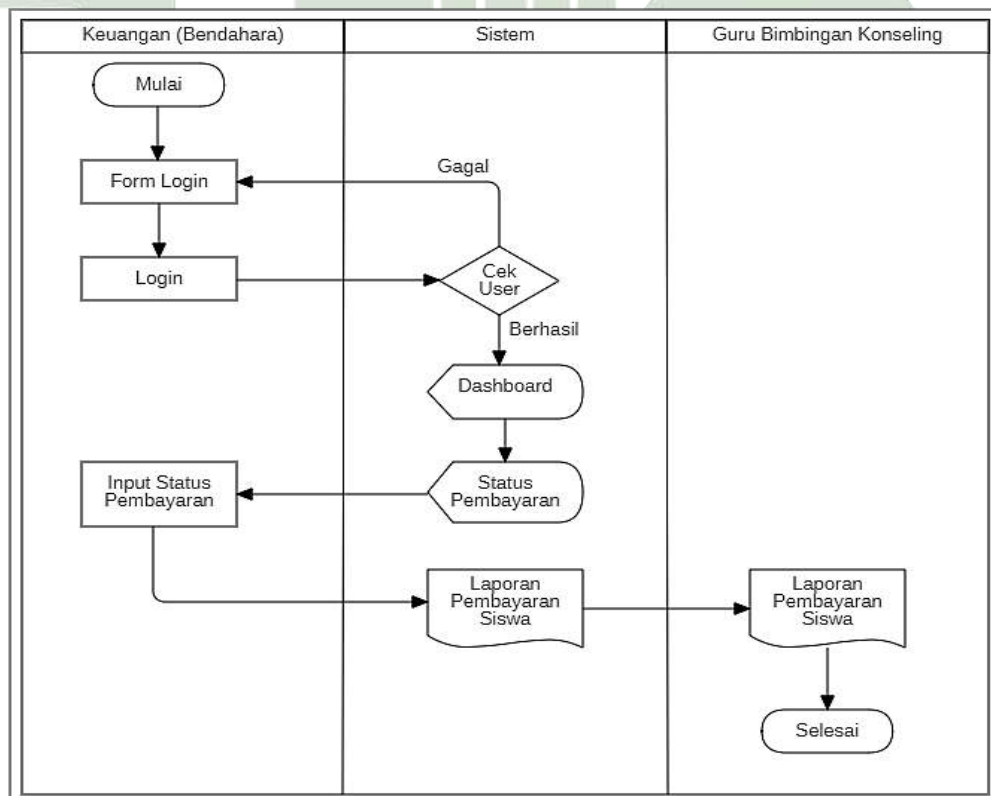 Keuangan (Bendahara)
Sistem
Guru Bimbingan Konseling
Mulai
Form Login
Gagal
Login
Cek
User
Berhasil
Dashboard
Input Status
Pembayaran
Status
Pembayaran
Laporan
Pembayaran
Siswa
Laporan
Pembayaran
Siswa
Selesai